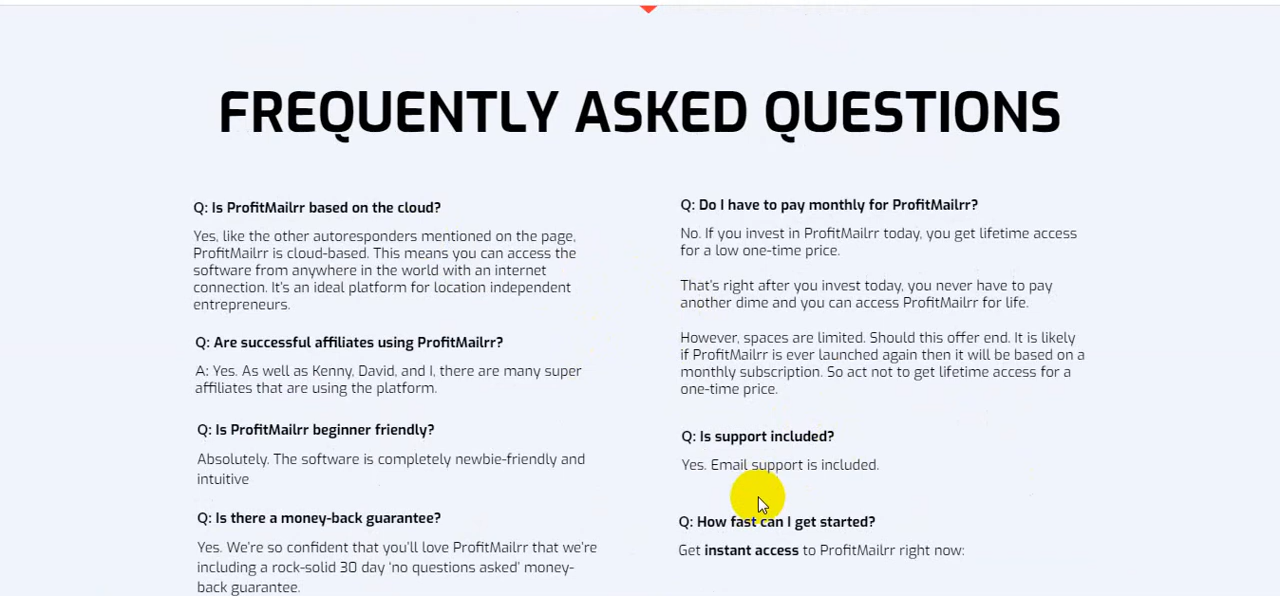 FREQUENTLY ASKED QUESTIONS
Q: Is ProfitMailrr based on the cloud?
Yes, like the other autoresponders mentioned on the page,
ProfitMailrr is cloud-based. This means you can access the
software from anywhere in the world with an internet
connection. It's an ideal platform for location independent
entrepreneurs.
Q: Are successful affiliates using ProfitMailrr?
A: Yes. As well as Kenny, David, and I, there are many super
affiliates that are using the platform.
Q: Is ProfitMailrr beginner friendly?
Absolutely. The software is completely newbie-friendly and
intuitive
Q: Is there a money-back guarantee?
Yes. We're so confident that you'll love ProfitMailrr that we're
including a rock-solid 30 day 'no questions asked' money-
back guarantee.
Q: Do I have to pay monthly for ProfitMailrr?
No. If you invest in ProfitMailrr today, you get lifetime access
for a low one-time price.
That's right after you invest today, you never have to pay
another dime and you can access ProfitMailrr for life.
However, spaces are limited. Should this offer end. It is likely
if ProfitMailrr is ever launched again then it will be based on a
monthly subscription. So act not to get lifetime access for a
one-time price.
Q: Is support included?
Yes. Email support is included.
Q: How fast can I get started?
Get instant access to ProfitMailrr right now: